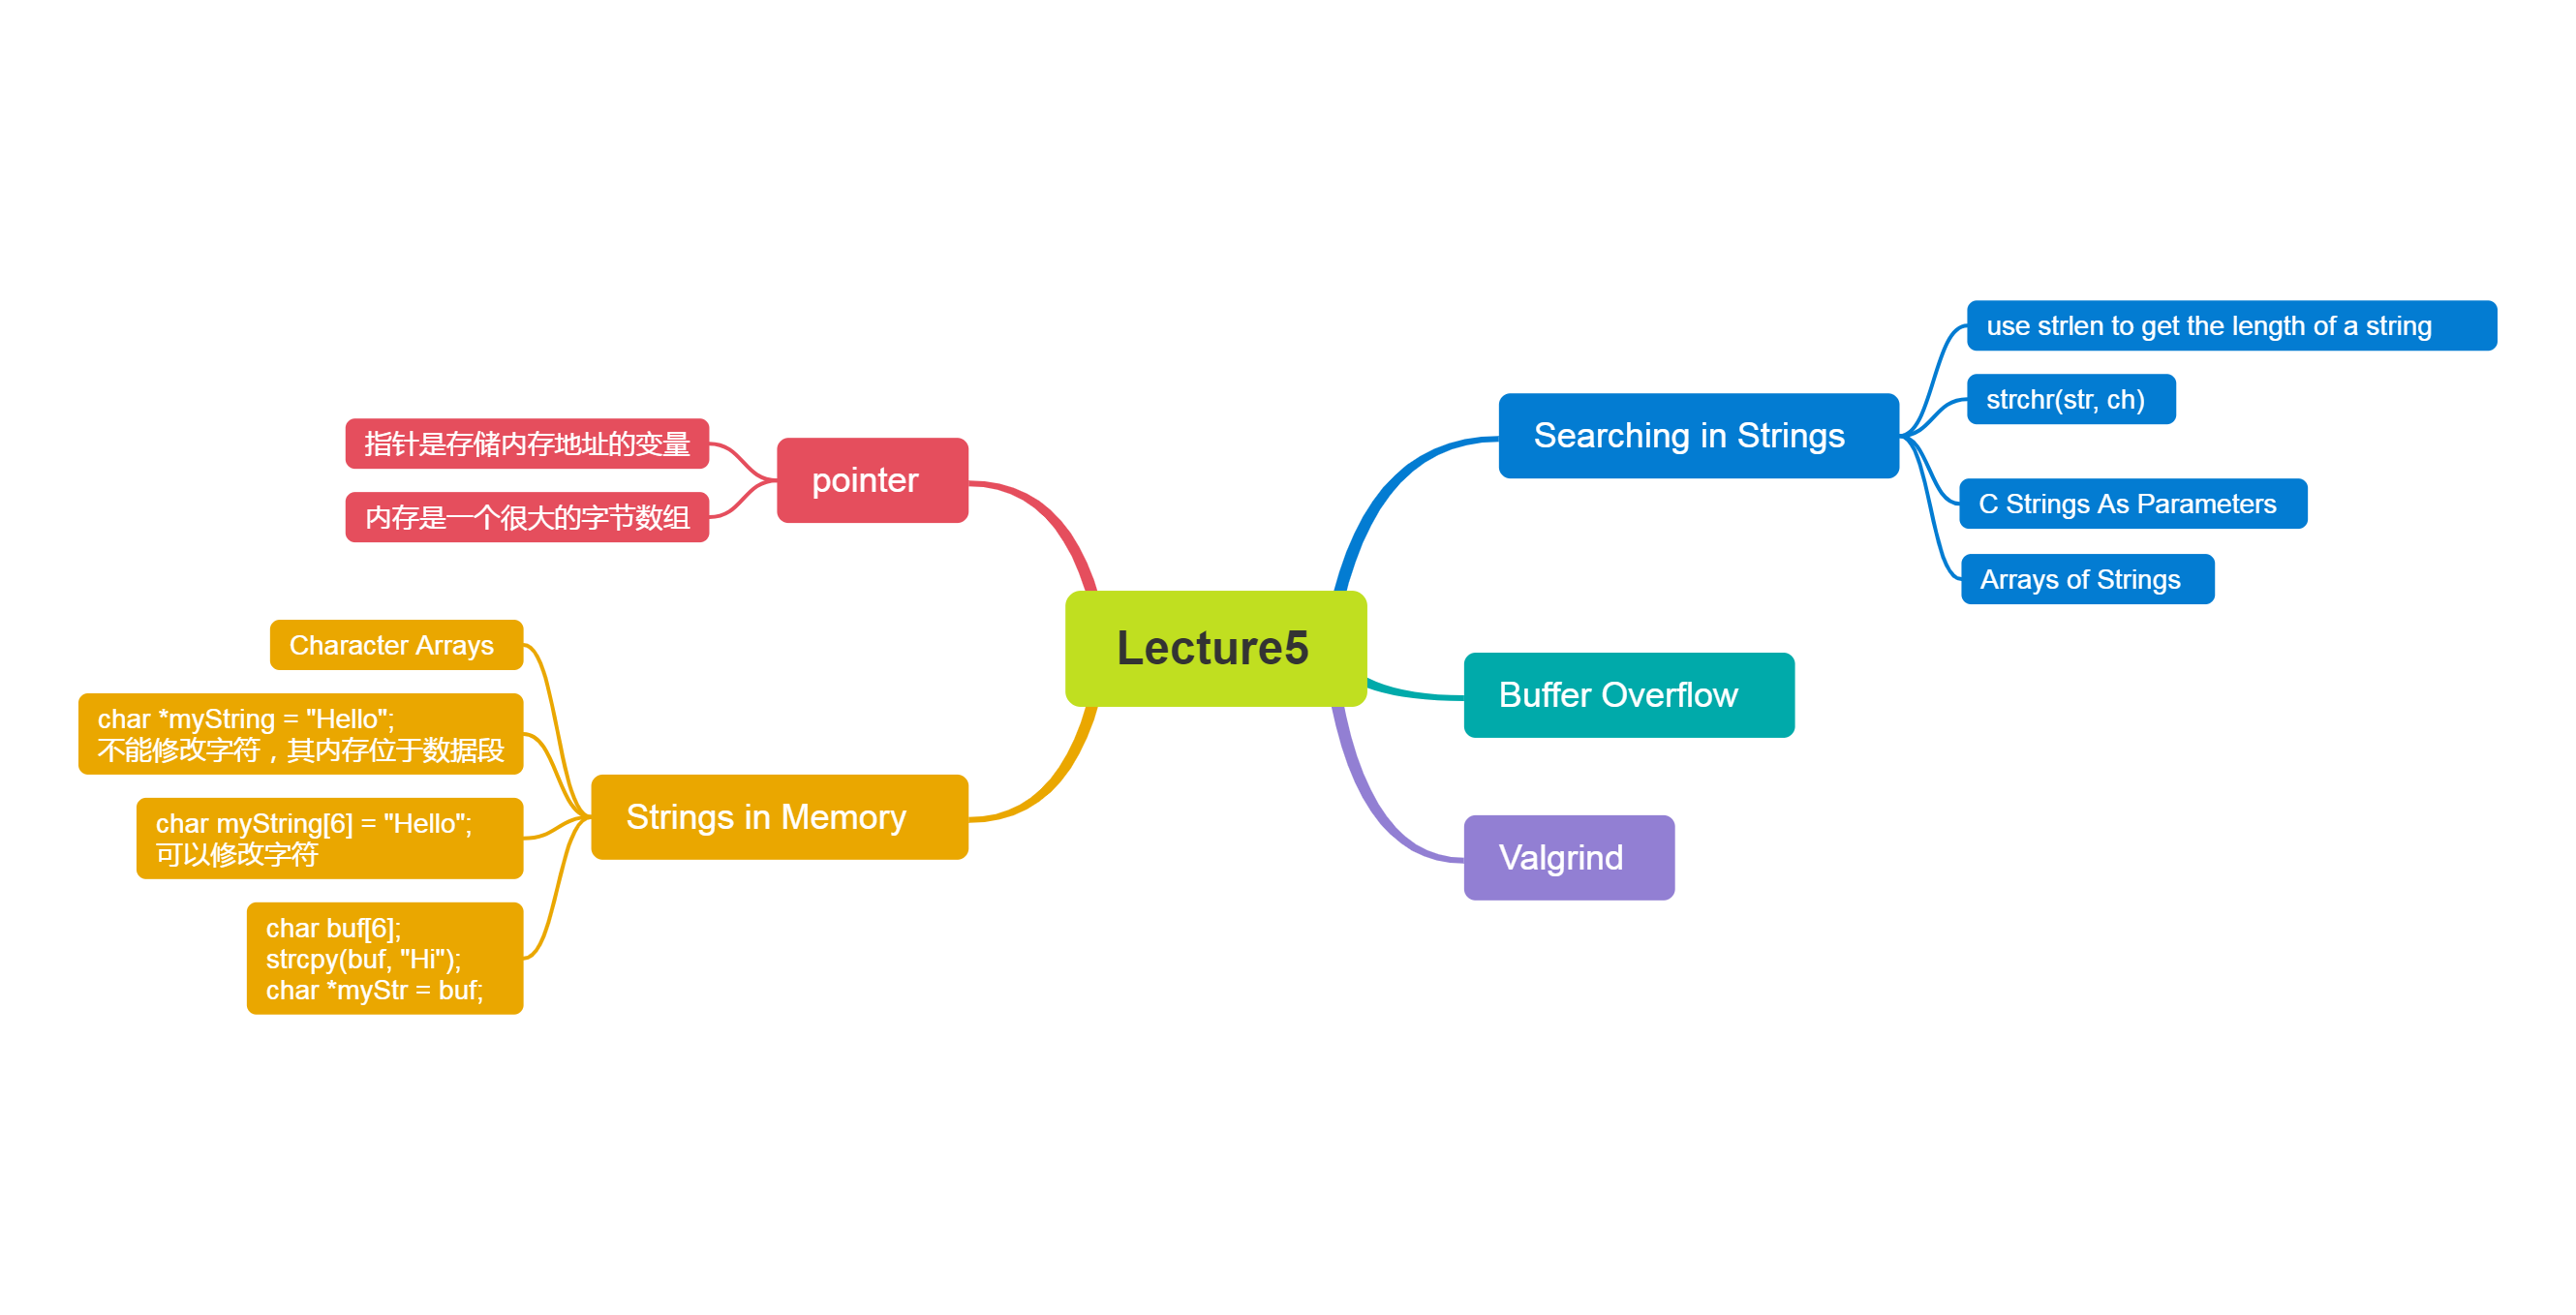 Lecture5
Searching in Strings
use strlen to get the length of a string
strchr(str, ch)
C Strings As Parameters
Arrays of Strings
Buffer Overflow
Valgrind
pointer
指针是存储内存地址的变量
内存是一个很大的字节数组
Strings in Memory
Character Arrays
char *myString = "Hello";
不能修改字符，其内存位于数据段
char myString[6] = "Hello";
可以修改字符
char buf[6];
strcpy(buf, "Hi");
char *myStr = buf;